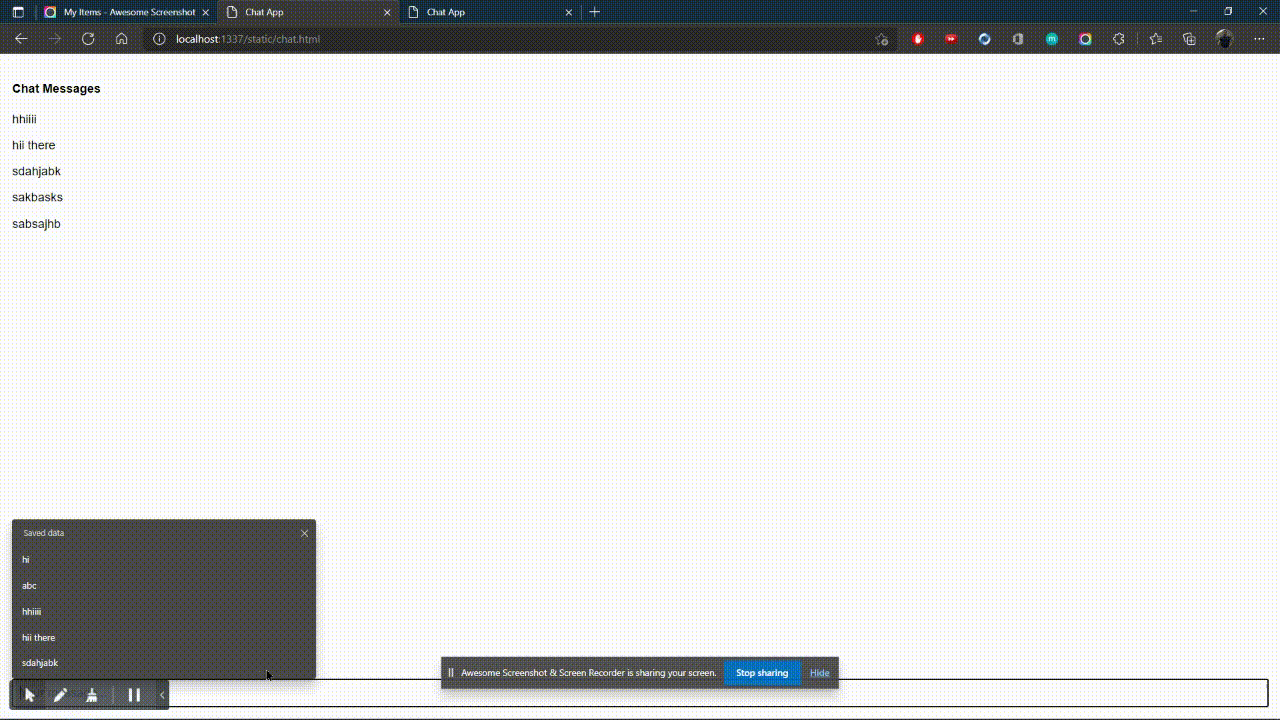 My Items - Awesome Screenshot
Chat App
Chat App
localhost:1337/static/chat.html
m
Chat Messages
hhiiii
hii there
sdahjabk
sakbasks
sabsajhb
Saved data
hi
abc
hhiiii
hii there
sdahjabk
Awesome Screenshot & Screen Recorder is sharing your screen.
Stop sharing
Hide